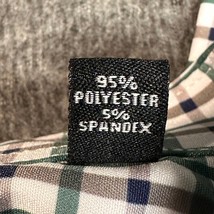 95%
POLYESTER
5%
SPANDEX